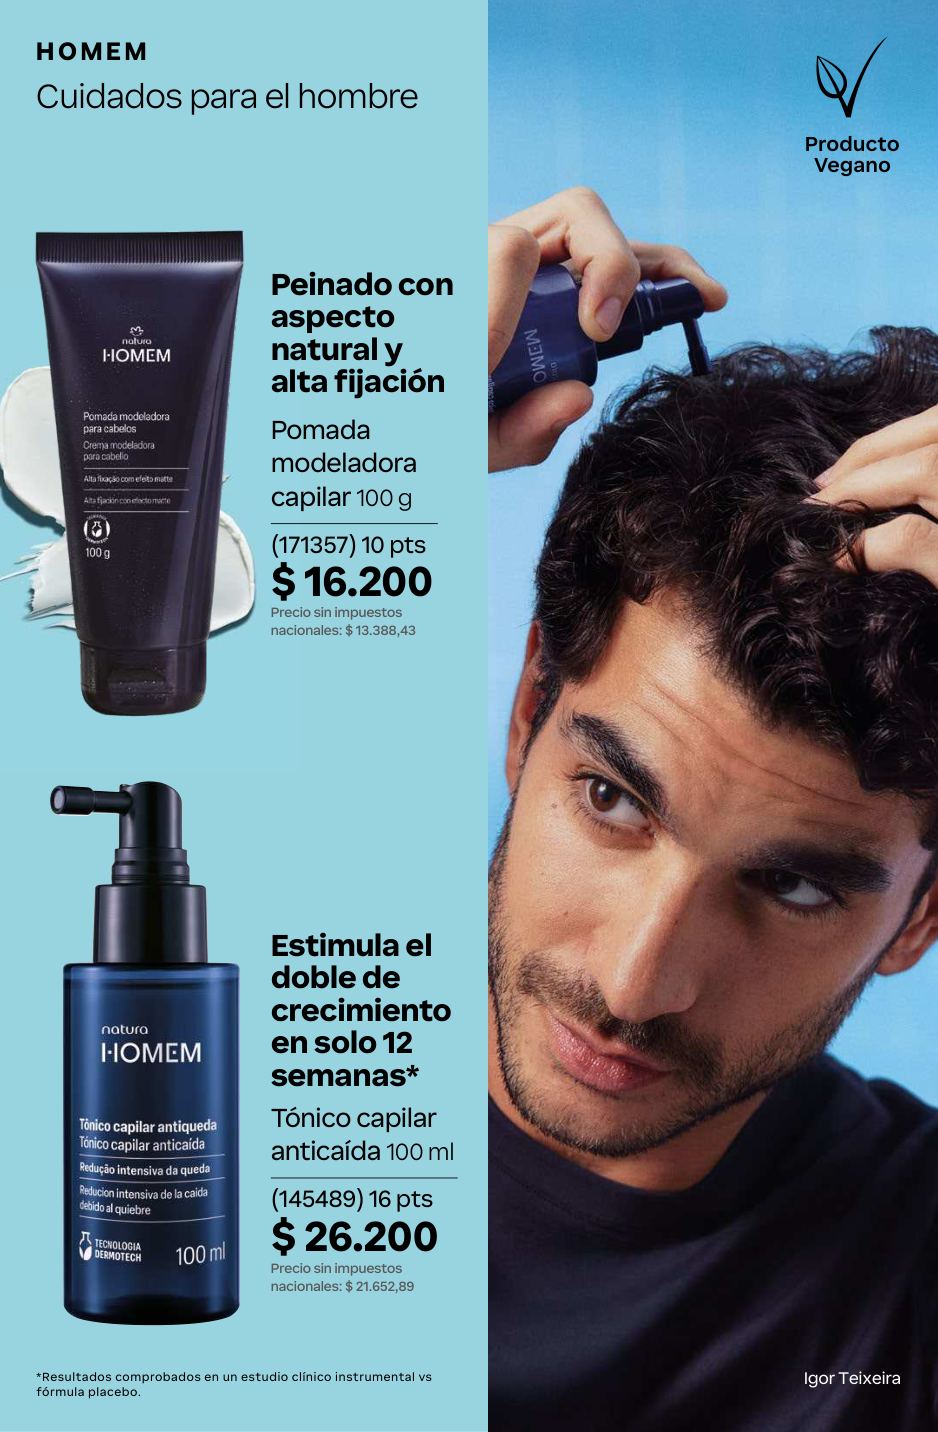 HOMEM
Cuidados para el hombre
Producto
Vegano
natura
HOMEM
Pomada modeladora
para cabelos
Crema modeladora
para cabello
Alta fixação com efeito matte
Alta fijación con efecto matte
100 g
Peinado con
aspecto
natural y
alta fijación
Pomada
modeladora
capilar 100 g
(171357) 10 pts
$ 16.200
Precio sin impuestos
nacionales: $ 13.388,43
HOMEM
natura
HOMEM
Tônico capilar antiqueda
Tónico capilar anticaída
Redução intensiva da queda
Reducion intensiva de la caída
debido al quiebre
TECNOLOGIA
DERMOTECH
100 ml
Estimula el
doble de
crecimiento
en solo 12
semanas*
Tónico capilar
anticaída 100 ml
(145489) 16 pts
$ 26.200
Precio sin impuestos
nacionales: $ 21.652,89
*Resultados comprobados en un estudio clínico instrumental vs
fórmula placebo.
Igor Teixeira